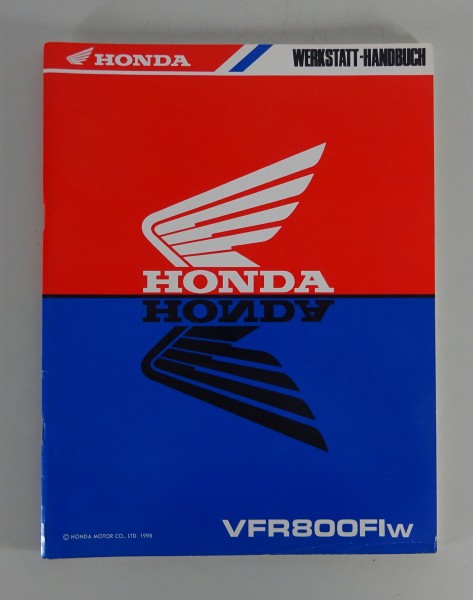 HONDA
WERKSTATT-HANDBUCH
HONDA
HONDA
VFR800FIW
© HONDA MOTOR CO., LTD 1998